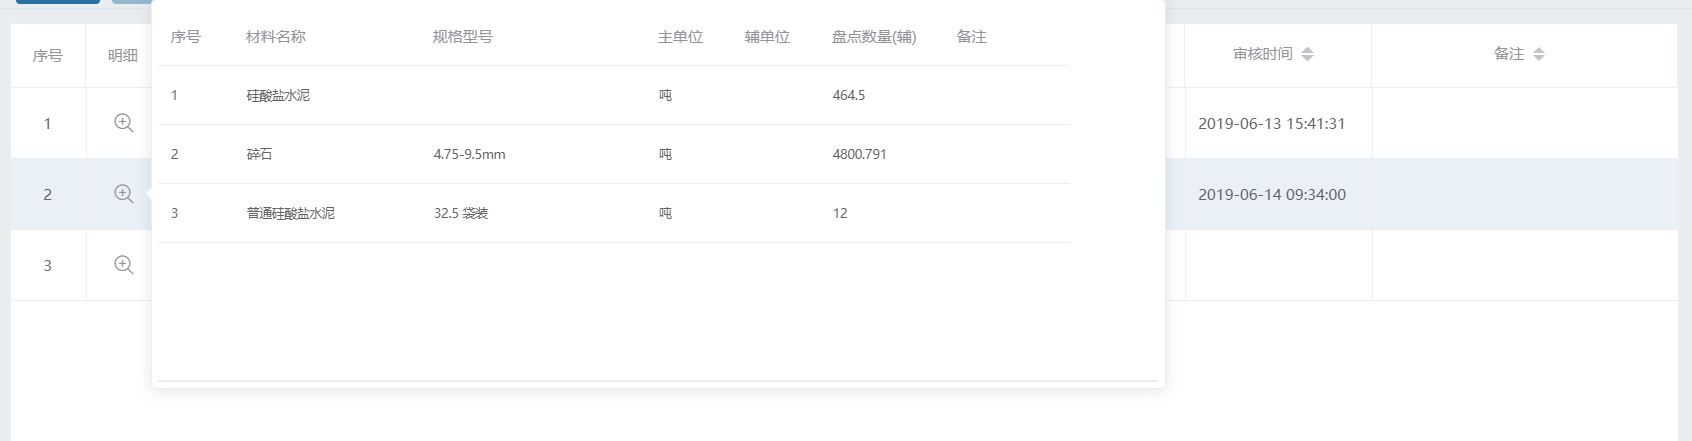 序号 明细 审核时间 备注
1 2019-06-13 15:41:31
2 2019-06-14 09:34:00
3
序号 材料名称 规格型号 主单位 辅单位 盘点数量(辅) 备注
1 硅酸盐水泥 吨 464.5
2 碎石 4.75-9.5mm 吨 4800.791
3 普通硅酸盐水泥 32.5 袋装 吨 12